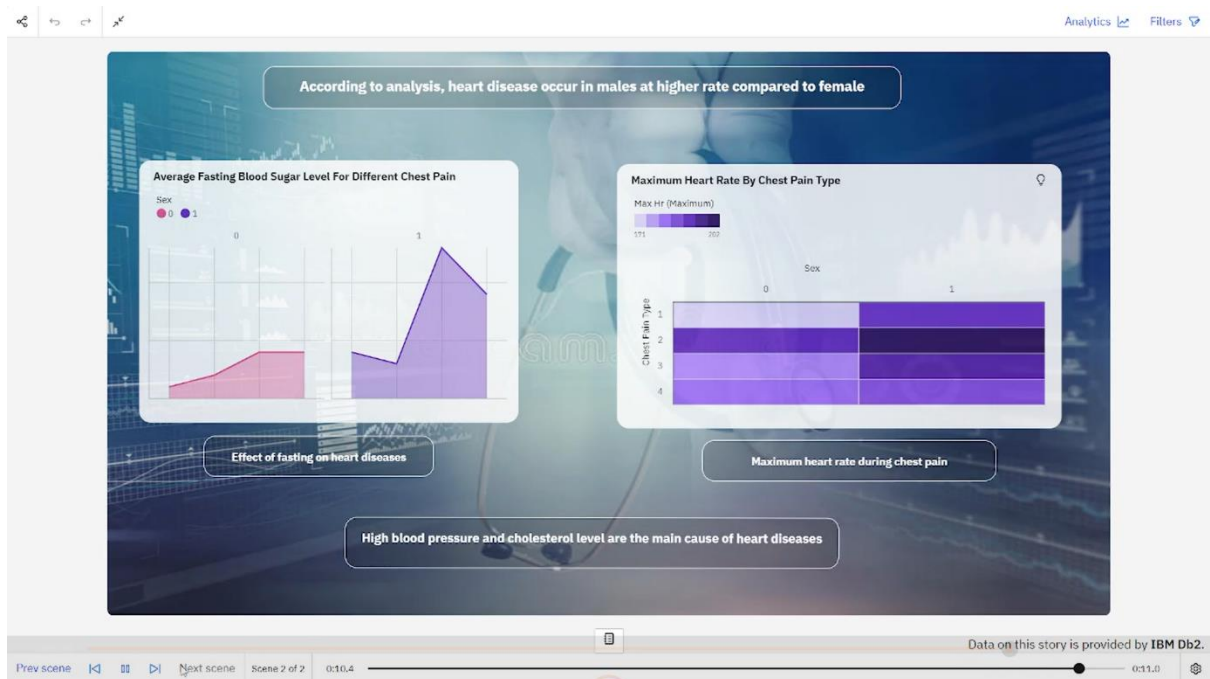 Analytics
Filters
According to analysis, heart disease occur in males at higher rate compared to female
Average Fasting Blood Sugar Level For Different Chest Pain
Sex
0 1
0 1
Maximum Heart Rate By Chest Pain Type
Max Hr (Maximum)
171 202
Sex
0 1
Chest Pain Type
1
2
3
4
am
Effect of fasting on heart diseases
Maximum heart rate during chest pain
High blood pressure and cholesterol level are the main cause of heart diseases
Data on this story is provided by IBM Db2.
Prev scene Next scene Scene 2 of 2 0:10.4 0:11.0